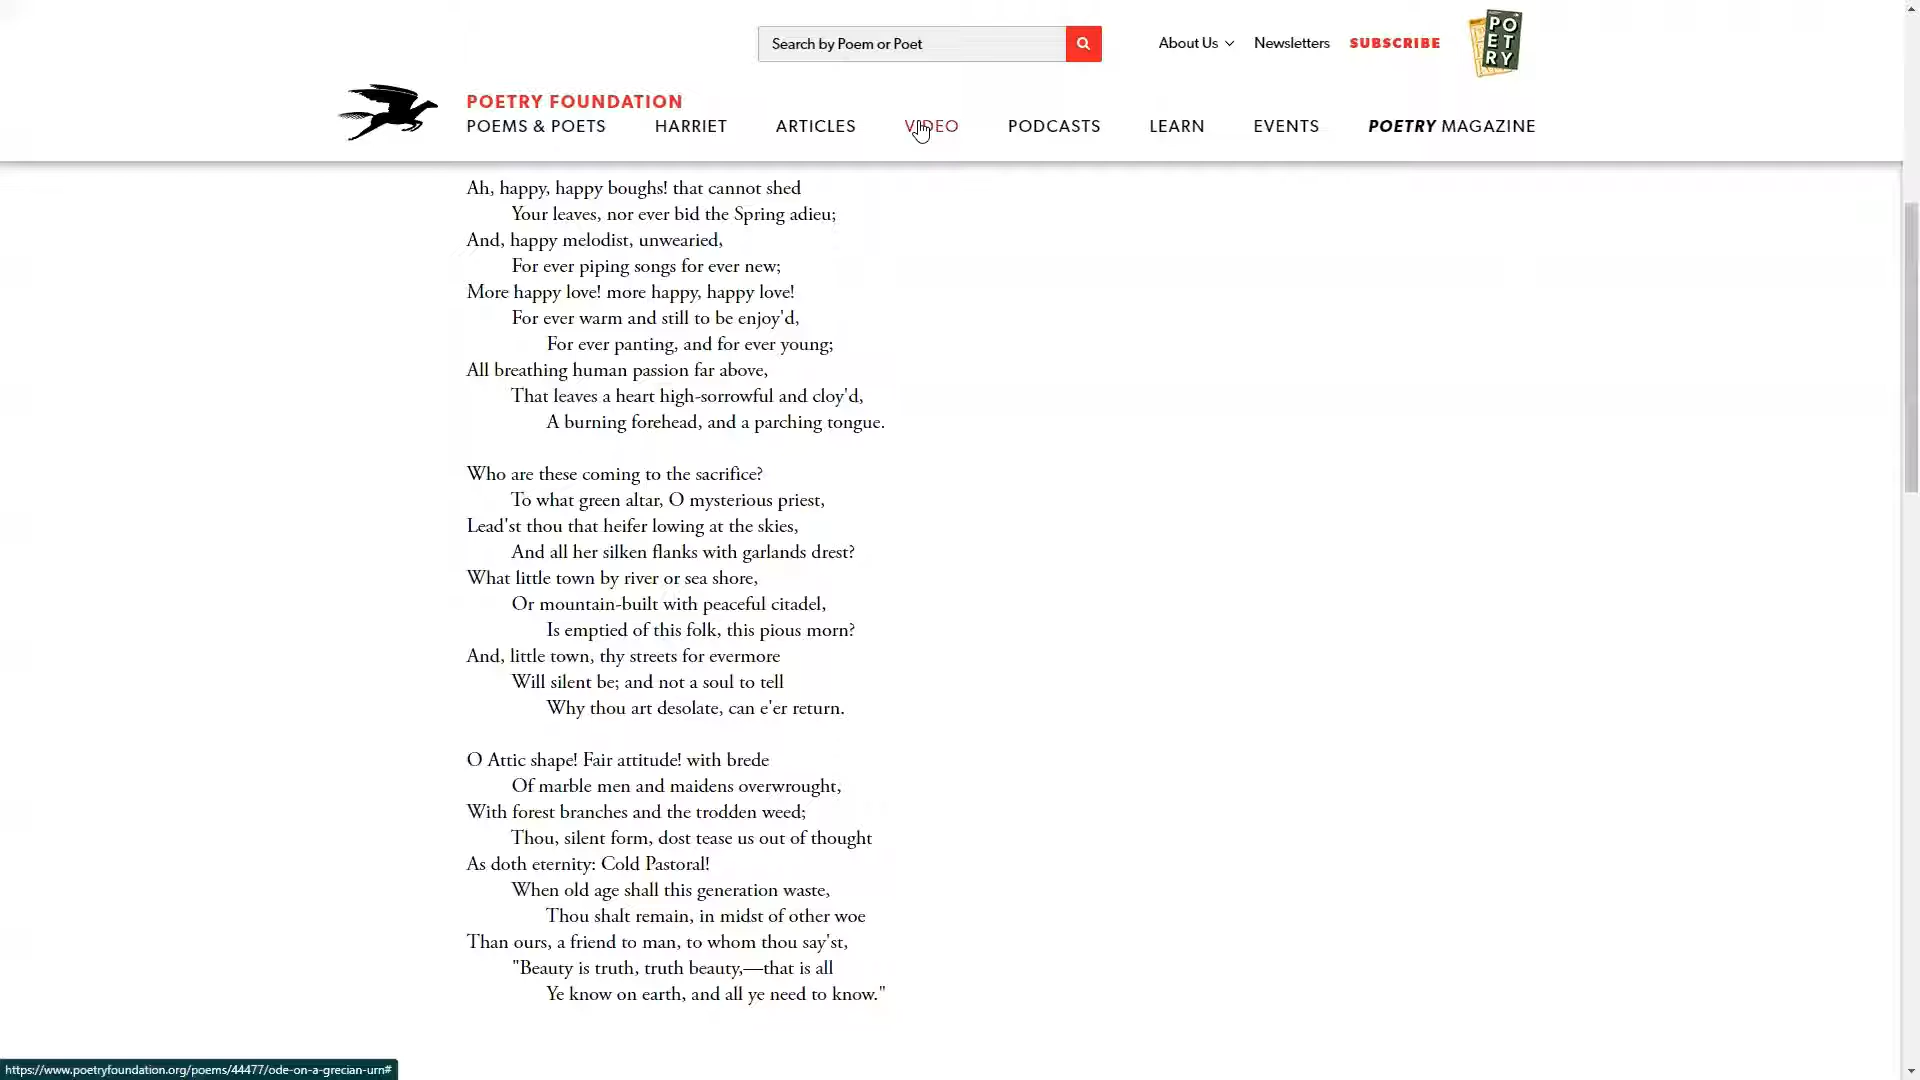 Search by Poem or Poet
About Us
Newsletters
SUBSCRIBE
PO
ET
RY
POETRY FOUNDATION
POEMS & POETS
HARRIET
ARTICLES
VIDEO
PODCASTS
LEARN
EVENTS
POETRY MAGAZINE
Ah, happy, happy boughs! that cannot shed
Your leaves, nor ever bid the Spring adieu;
And, happy melodist, unwearied,
For ever piping songs for ever new;
More happy love! more happy, happy love!
For ever warm and still to be enjoy'd,
For ever panting, and for ever young;
All breathing human passion far above,
That leaves a heart high-sorrowful and cloy'd,
A burning forehead, and a parching tongue.
Who are these coming to the sacrifice?
To what green altar, O mysterious priest,
Lead'st thou that heifer lowing at the skies,
And all her silken flanks with garlands drest?
What little town by river or sea shore,
Or mountain-built with peaceful citadel,
Is emptied of this folk, this pious morn?
And, little town, thy streets for evermore
Will silent be; and not a soul to tell
Why thou art desolate, can e'er return.
O Attic shape! Fair attitude! with brede
Of marble men and maidens overwrought,
With forest branches and the trodden weed;
Thou, silent form, dost tease us out of thought
As doth eternity: Cold Pastoral!
When old age shall this generation waste,
Thou shalt remain, in midst of other woe
Than ours, a friend to man, to whom thou say'st,
"Beauty is truth, truth beauty,—that is all
Ye know on earth, and all ye need to know."
https://www.poetryfoundation.org/poems/44477/ode-on-a-grecian-urn#